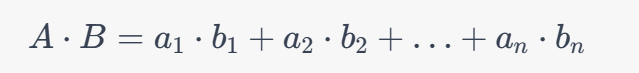 A · B = a₁ · b₁ + a₂ · b₂ + … + aₙ · bₙ